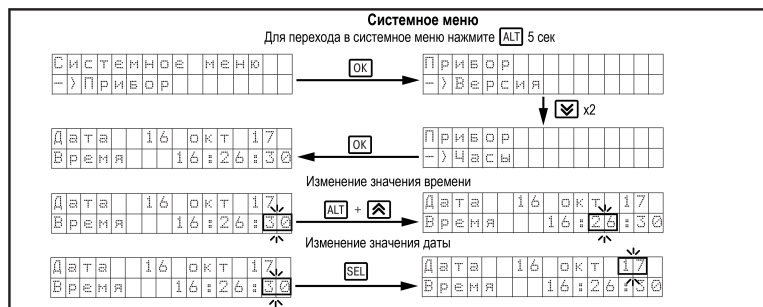 Системное меню
Для перехода в системное меню нажмите ALT 5 сек
Системное меню
->Прибор
OK
Прибор
->Версия
x2
Дата 16 окт 17
Время 16:26:30
OK
Прибор
->Часы
Изменение значения времени
Дата 16 окт 17
Время 16:26:30
ALT +
Дата 16 окт 17
Время 16:26:30
Изменение значения даты
Дата 16 окт 17
Время 16:26:30
SEL
Дата 16 окт 17
Время 16:26:30